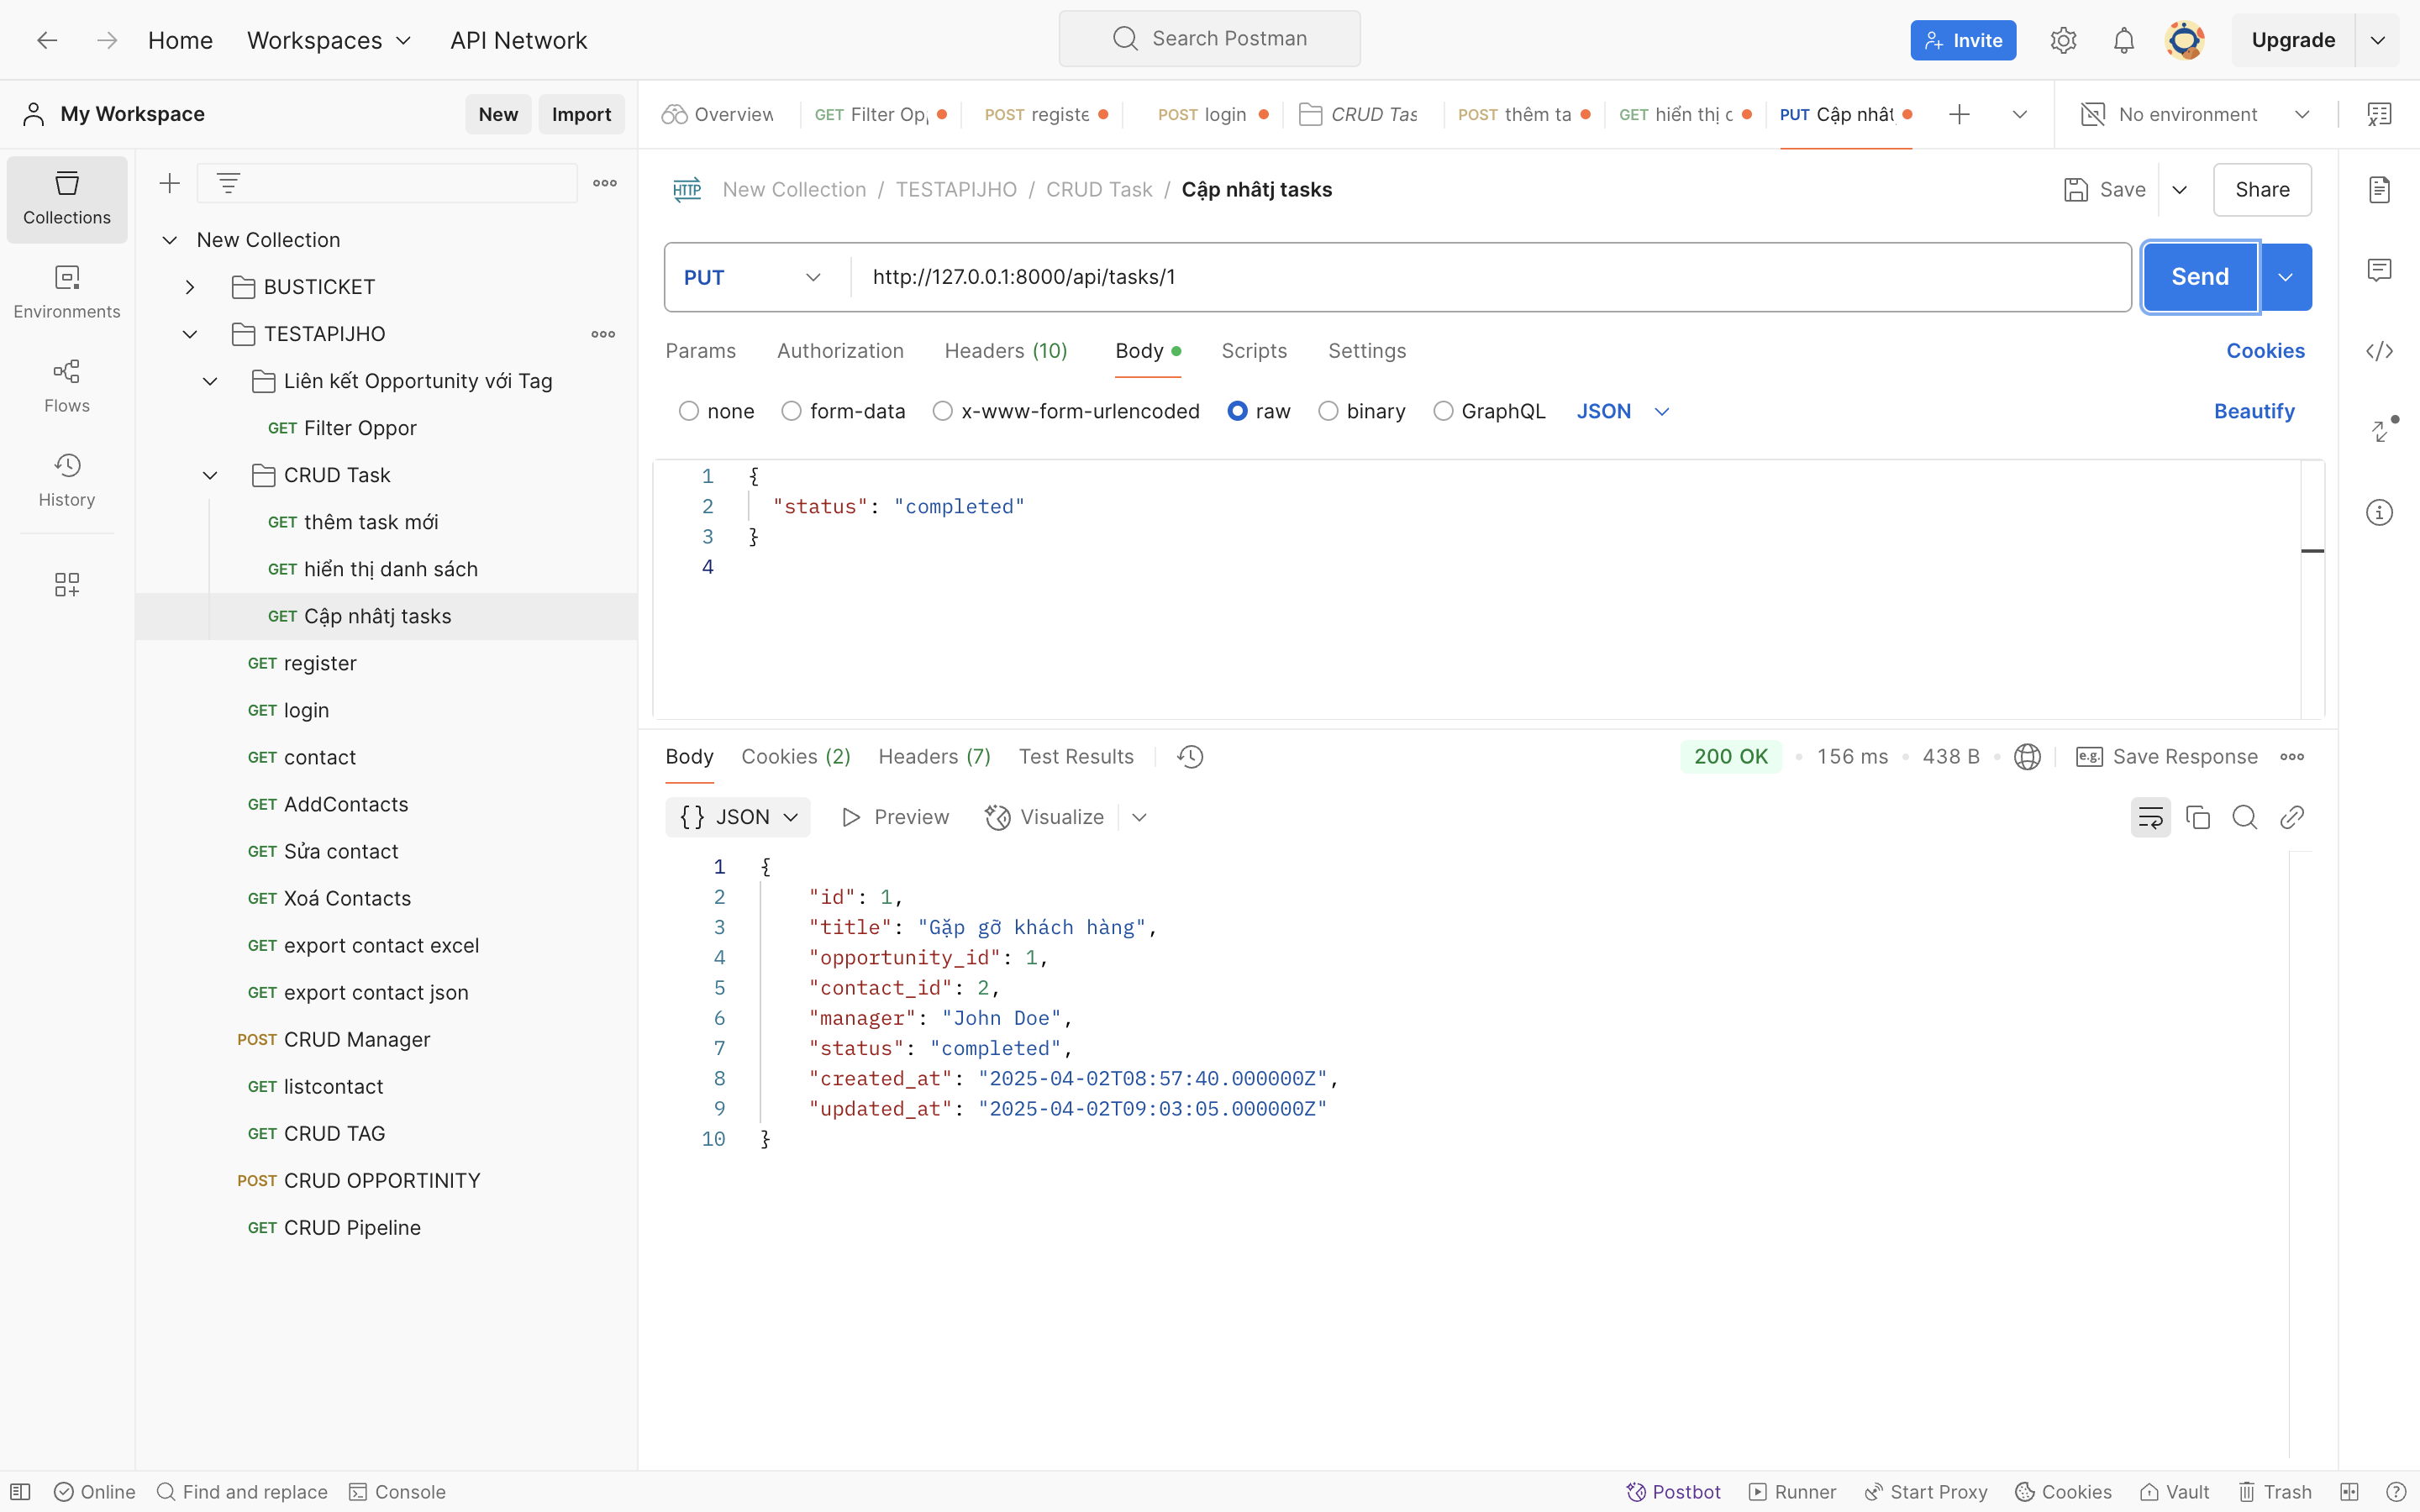 Home Workspaces API Network Search Postman Invite Upgrade
My Workspace New Import
Overview GET Filter Opp POST registe POST login CRUD Tas POST thêm ta GET hiển thị c PUT Cập nhât No environment
Collections
Environments
Flows
History
New Collection
BUSTICKET
TESTAPIJHO
Liên kết Opportunity với Tag
GET Filter Oppor
CRUD Task
GET thêm task mới
GET hiển thị danh sách
GET Cập nhâtj tasks
GET register
GET login
GET contact
GET AddContacts
GET Sửa contact
GET Xoá Contacts
GET export contact excel
GET export contact json
POST CRUD Manager
GET listcontact
GET CRUD TAG
POST CRUD OPPORTINITY
GET CRUD Pipeline
HTTP New Collection / TESTAPIJHO / CRUD Task / Cập nhâtj tasks Save Share
PUT http://127.0.0.1:8000/api/tasks/1 Send
Params Authorization Headers (10) Body Scripts Settings Cookies
none form-data x-www-form-urlencoded raw binary GraphQL JSON Beautify
1 {
2 "status": "completed"
3 }
4
Body Cookies (2) Headers (7) Test Results 200 OK • 156 ms • 438 B • e.g. Save Response
{} JSON Preview Visualize
1 {
2 "id": 1,
3 "title": "Gặp gỡ khách hàng",
4 "opportunity_id": 1,
5 "contact_id": 2,
6 "manager": "John Doe",
7 "status": "completed",
8 "created_at": "2025-04-02T08:57:40.000000Z",
9 "updated_at": "2025-04-02T09:03:05.000000Z"
10 }
Online Find and replace Console Postbot Runner Start Proxy Cookies Vault Trash